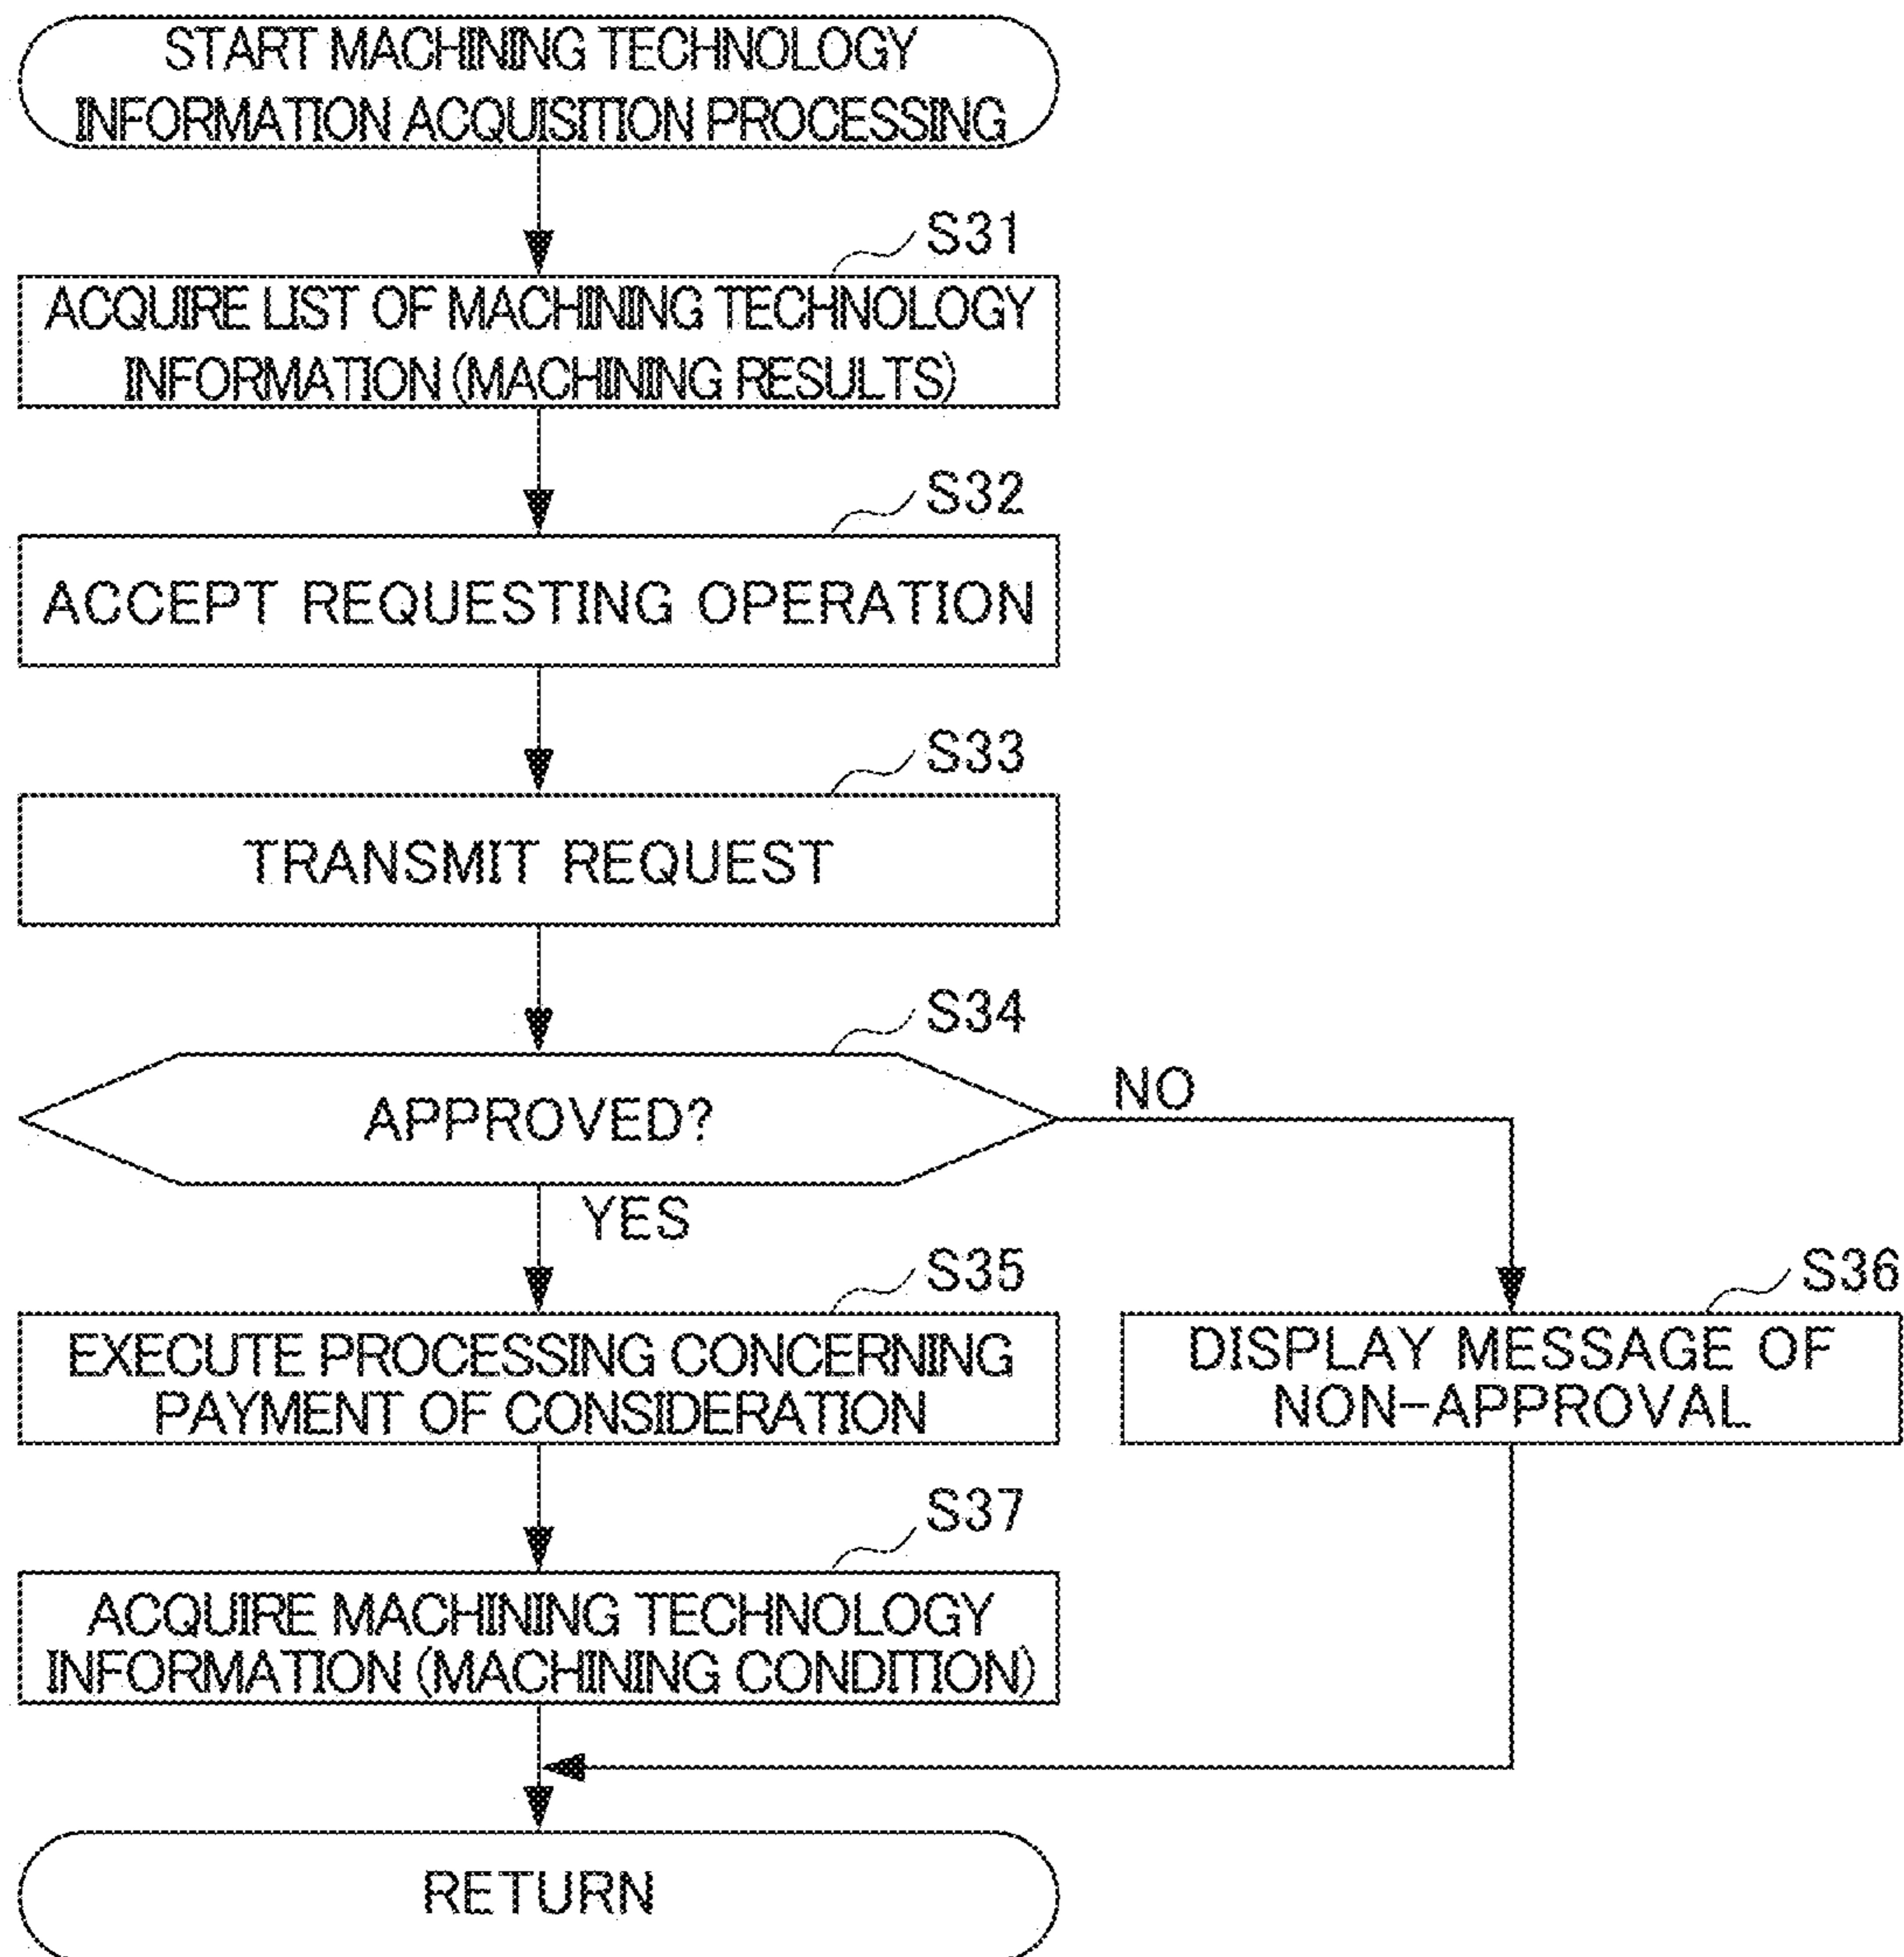 START MACHINING TECHNOLOGY
INFORMATION ACQUISITION PROCESSING
S31
ACQUIRE LIST OF MACHINING TECHNOLOGY
INFORMATION (MACHINING RESULTS)
S32
ACCEPT REQUESTING OPERATION
S33
TRANSMIT REQUEST
S34
APPROVED?
NO
YES
S35
EXECUTE PROCESSING CONCERNING
PAYMENT OF CONSIDERATION
S36
DISPLAY MESSAGE OF
NON-APPROVAL
S37
ACQUIRE MACHINING TECHNOLOGY
INFORMATION (MACHINING CONDITION)
RETURN